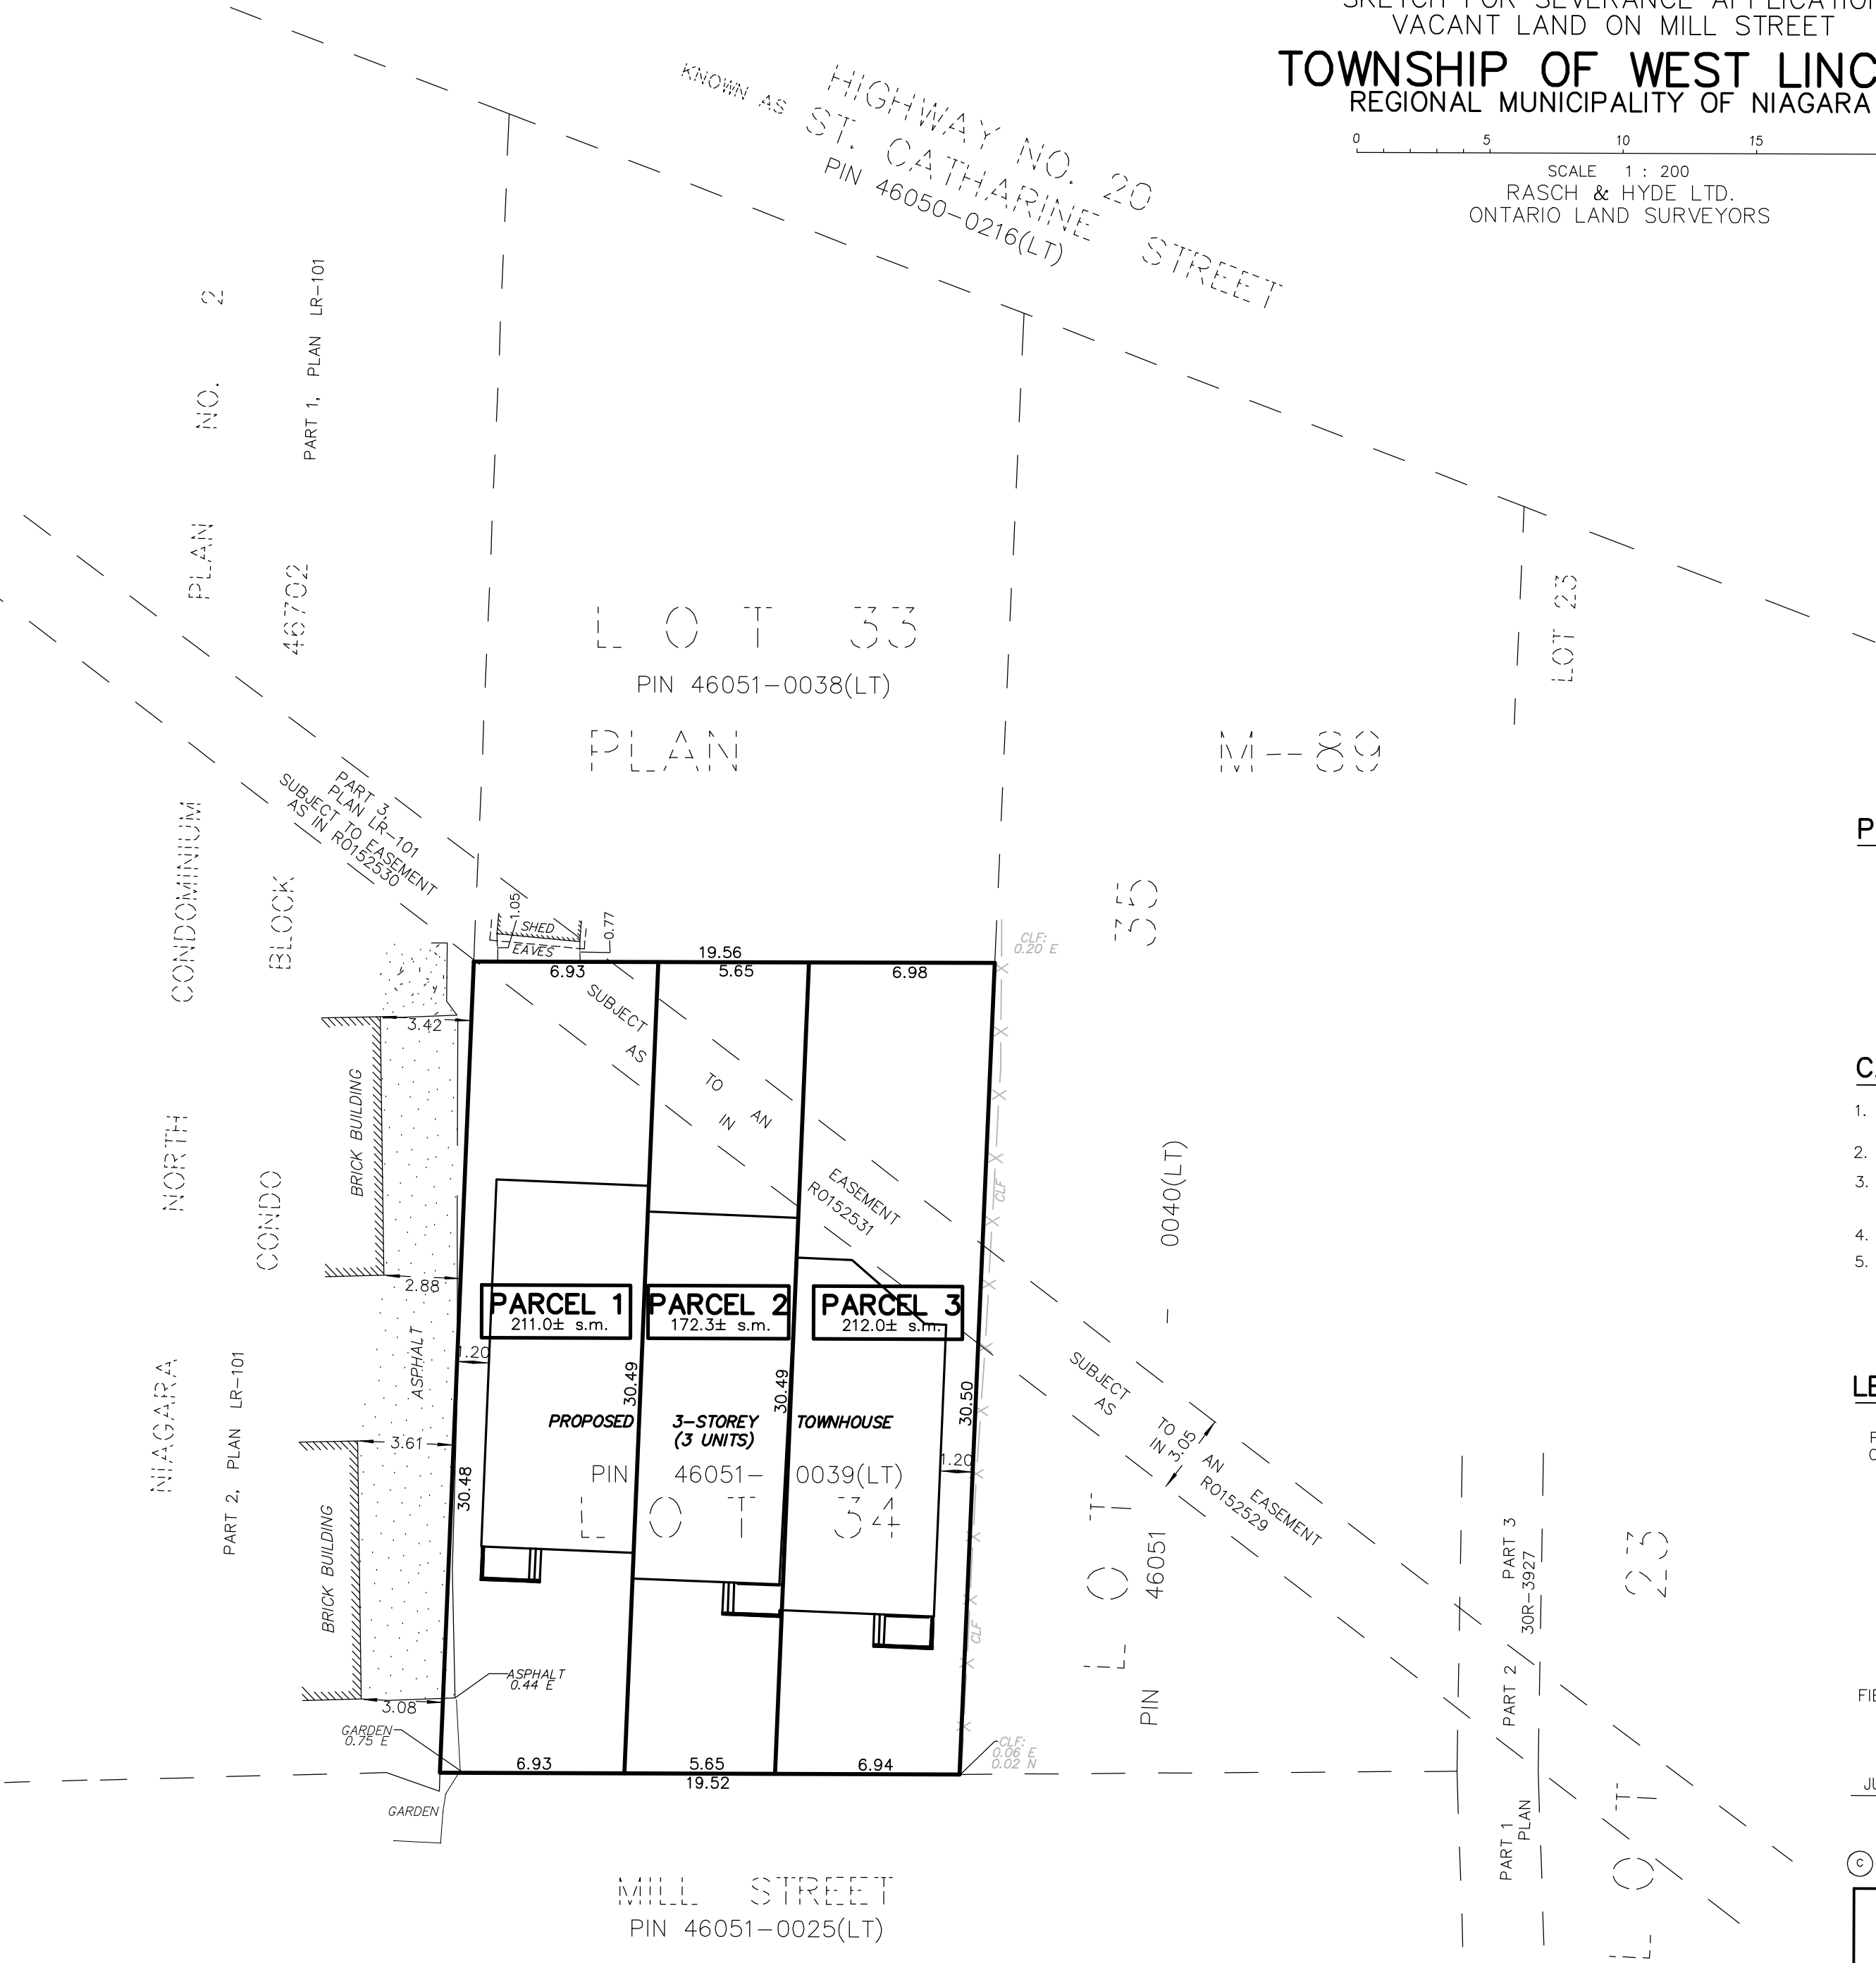 SKETCH FOR SEVERANCE APPLICATION
VACANT LAND ON MILL STREET
TOWNSHIP OF WEST LINC
REGIONAL MUNICIPALITY OF NIAGARA
0 5 10 15
SCALE 1 : 200
RASCH & HYDE LTD.
ONTARIO LAND SURVEYORS
HIGHWAY NO. 20
KNOWN AS ST. CATHARINE STREET
PIN 46050-0216(LT)
NIAGARA NORTH CONDOMINIUM PLAN NO. 2
CONDO BLOCK 46702
PART 1, PLAN LR-101
PART 2, PLAN LR-101
LOT 33
PIN 46051-0038(LT)
PLAN M-89
LOT 23
PART 3,
PLAN LR-101
SUBJECT TO EASEMENT
AS IN RO152530
1.05
SHED
EAVES
0.77
CLF:
0.20 E
19.56
6.93
5.65
6.98
SUBJECT TO AN EASEMENT
AS IN RO152531
3.42
BRICK BUILDING
2.88
ASPHALT
1.20
3.61
BRICK BUILDING
3.08
30.48
PARCEL 1
211.0± s.m.
PARCEL 2
172.3± s.m.
PARCEL 3
212.0± s.m.
30.49
30.49
30.50
PROPOSED 3-STOREY TOWNHOUSE
(3 UNITS)
PIN 46051-0039(LT)
LOT 34
1.20
CLF
CLF
ASPHALT
0.44 E
GARDEN
0.75 E
GARDEN
6.93
5.65
6.94
19.52
CLF:
0.06 E
0.02 N
LOT 35
PIN 46051 - 0040(LT)
SUBJECT TO AN EASEMENT
AS IN RO152529
3.05
PART 1 PART 2 PART 3
PLAN 30R-3927
LOT 23
MILL STREET
PIN 46051-0025(LT)
P
C.
1.
2.
3.
4.
5.
LE
FIE
JU
©